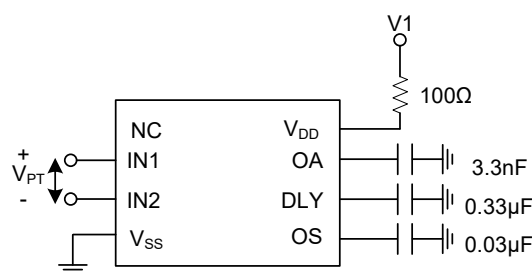 V1
100Ω
NC
VDD
+
VPT
-
IN1
OA
3.3nF
IN2
DLY
0.33μF
VSS
OS
0.03μF